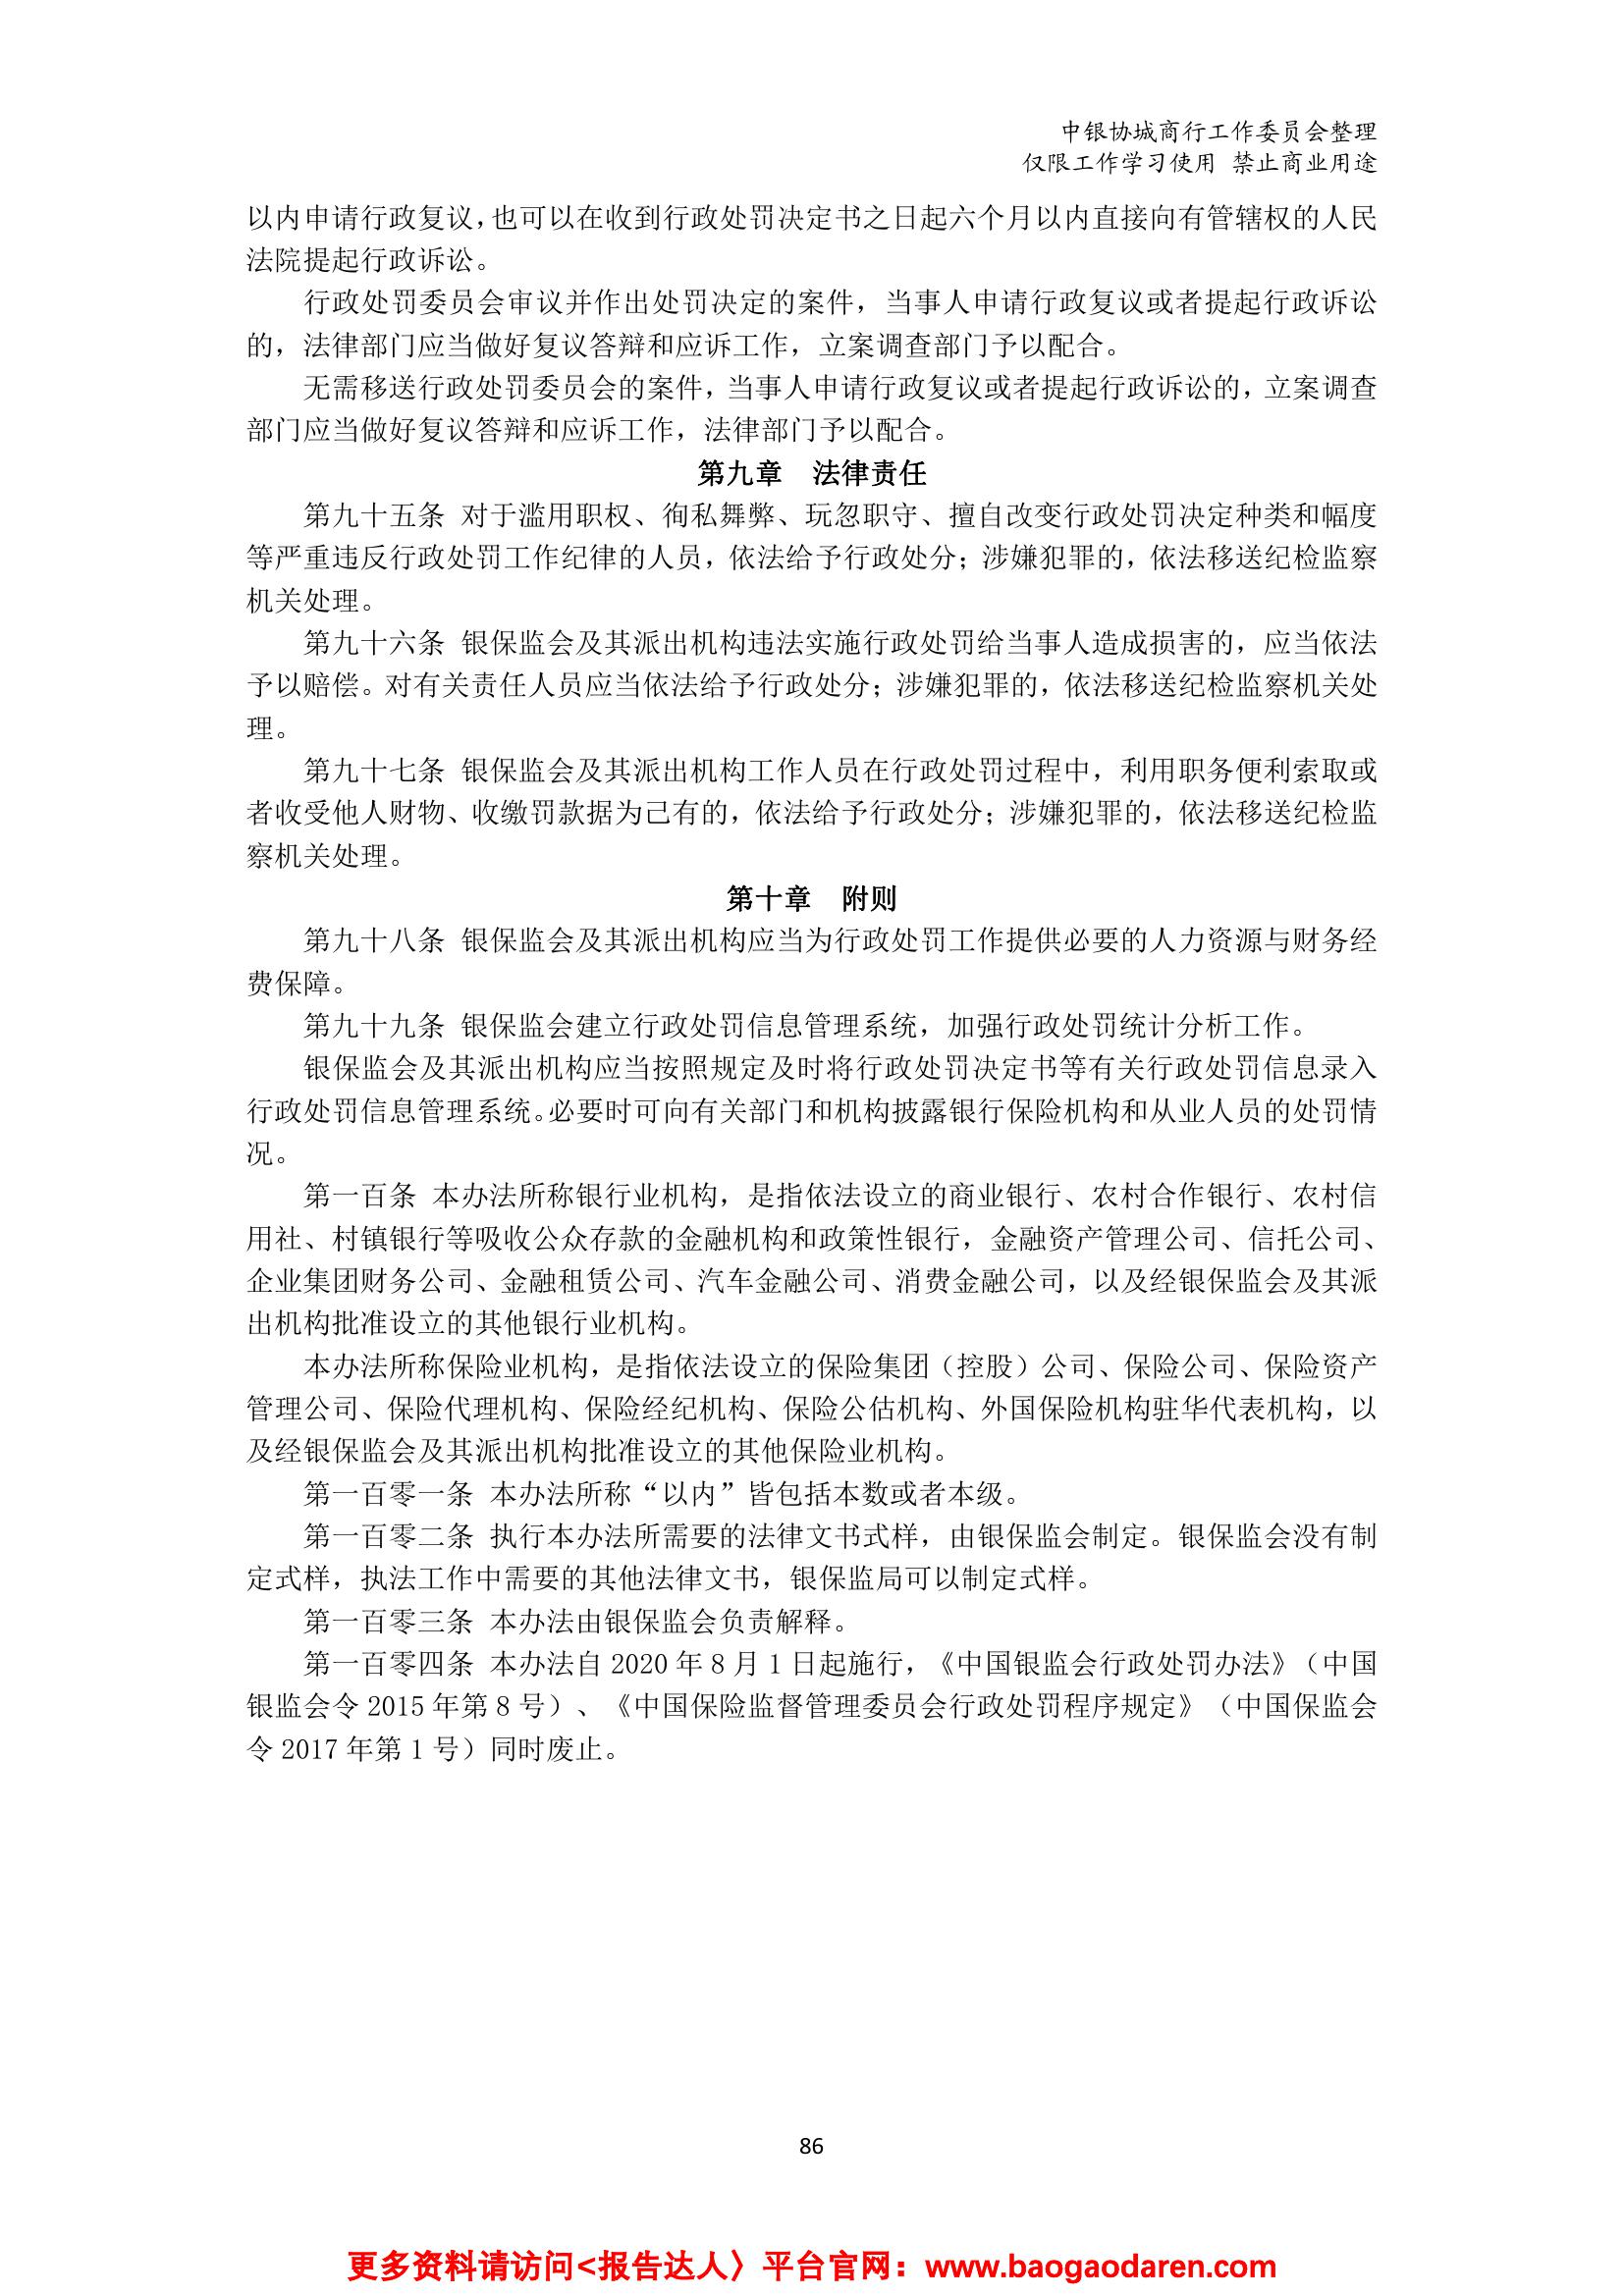 中银协城商行工作委员会整理
仅限工作学习使用 禁止商业用途
以内申请行政复议，也可以在收到行政处罚决定书之日起六个月以内直接向有管辖权的人民
法院提起行政诉讼。
行政处罚委员会审议并作出处罚决定的案件，当事人申请行政复议或者提起行政诉讼
的，法律部门应当做好复议答辩和应诉工作，立案调查部门予以配合。
无需移送行政处罚委员会的案件，当事人申请行政复议或者提起行政诉讼的，立案调查
部门应当做好复议答辩和应诉工作，法律部门予以配合。
第九章 法律责任
第九十五条 对于滥用职权、徇私舞弊、玩忽职守、擅自改变行政处罚决定种类和幅度
等严重违反行政处罚工作纪律的人员，依法给予行政处分；涉嫌犯罪的，依法移送纪检监察
机关处理。
第九十六条 银保监会及其派出机构违法实施行政处罚给当事人造成损害的，应当依法
予以赔偿。对有关责任人员应当依法给予行政处分；涉嫌犯罪的，依法移送纪检监察机关处
理。
第九十七条 银保监会及其派出机构工作人员在行政处罚过程中，利用职务便利索取或
者收受他人财物、收缴罚款据为己有的，依法给予行政处分；涉嫌犯罪的，依法移送纪检监
察机关处理。
第十章 附则
第九十八条 银保监会及其派出机构应当为行政处罚工作提供必要的人力资源与财务经
费保障。
第九十九条 银保监会建立行政处罚信息管理系统，加强行政处罚统计分析工作。
银保监会及其派出机构应当按照规定及时将行政处罚决定书等有关行政处罚信息录入
行政处罚信息管理系统。必要时可向有关部门和机构披露银行保险机构和从业人员的处罚情
况。
第一百条 本办法所称银行业机构，是指依法设立的商业银行、农村合作银行、农村信
用社、村镇银行等吸收公众存款的金融机构和政策性银行，金融资产管理公司、信托公司、
企业集团财务公司、金融租赁公司、汽车金融公司、消费金融公司，以及经银保监会及其派
出机构批准设立的其他银行业机构。
本办法所称保险业机构，是指依法设立的保险集团（控股）公司、保险公司、保险资产
管理公司、保险代理机构、保险经纪机构、保险公估机构、外国保险机构驻华代表机构，以
及经银保监会及其派出机构批准设立的其他保险业机构。
第一百零一条 本办法所称“以内”皆包括本数或者本级。
第一百零二条 执行本办法所需要的法律文书式样，由银保监会制定。银保监会没有制
定式样，执法工作中需要的其他法律文书，银保监局可以制定式样。
第一百零三条 本办法由银保监会负责解释。
第一百零四条 本办法自 2020 年 8 月 1 日起施行，《中国银监会行政处罚办法》（中国
银监会令 2015 年第 8 号）、《中国保险监督管理委员会行政处罚程序规定》（中国保监会
令 2017 年第 1 号）同时废止。
86
更多资料请访问<报告达人〉平台官网：www.baogaodaren.com